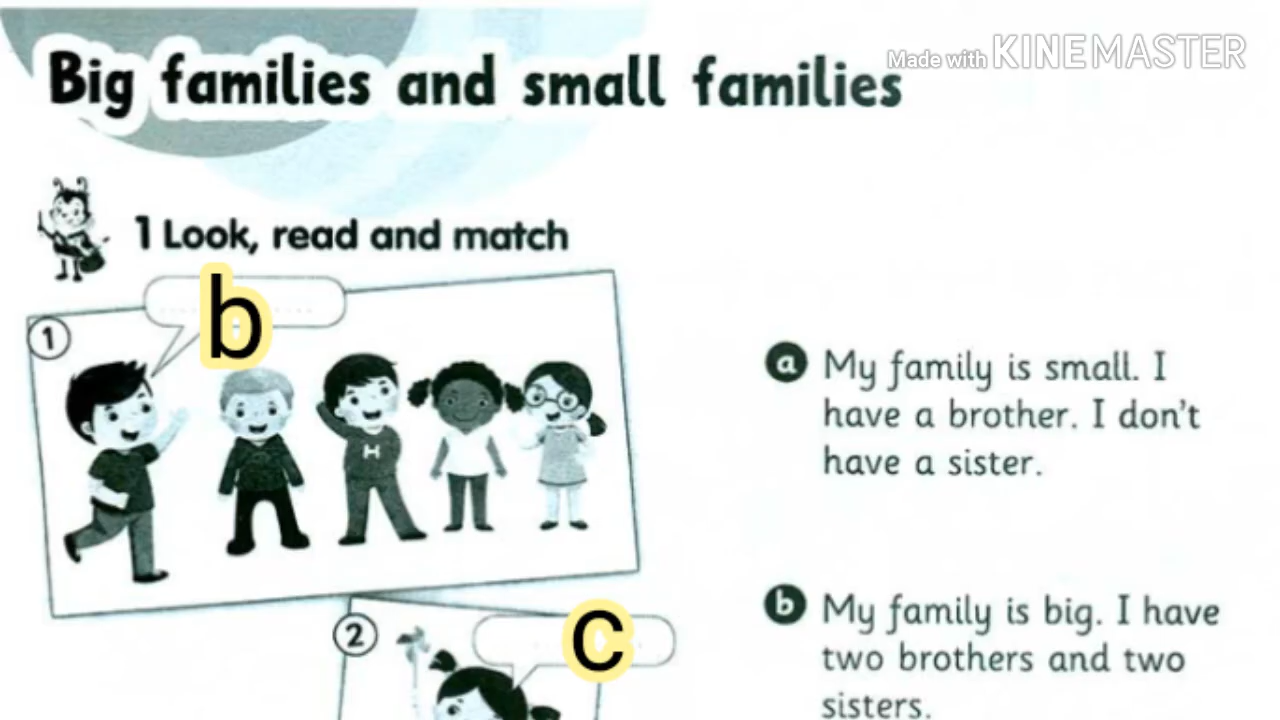 Made with KINEMASTER
Big families and small families
1 Look, read and match
b
1
H
a My family is small. I
have a brother. I don't
have a sister.
b My family is big. I have
two brothers and two
sisters.
2
c